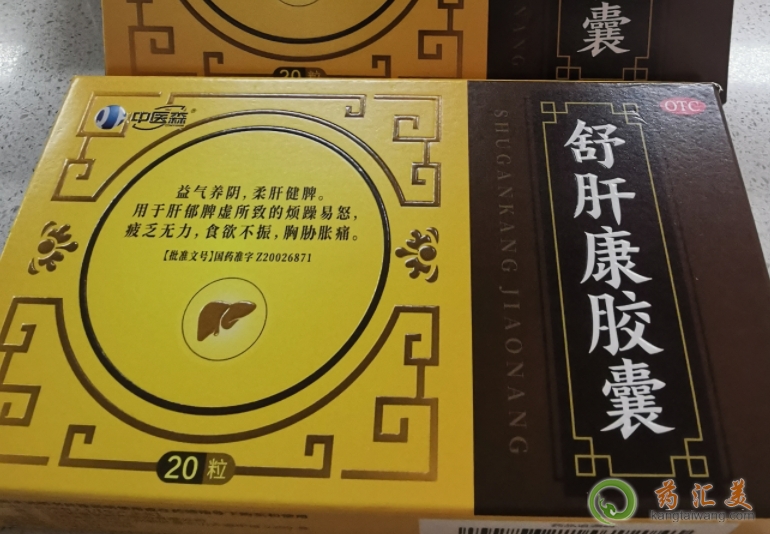 囊
20粒
中医森®
OTC
益气养阴，柔肝健脾。
用于肝郁脾虚所致的烦躁易怒，
疲乏无力，食欲不振，胸胁胀痛。
【批准文号】国药准字Z20026871
20粒
舒肝康胶囊
SHUGANKANG JIAONANG
药汇美
kangtaiwang.com